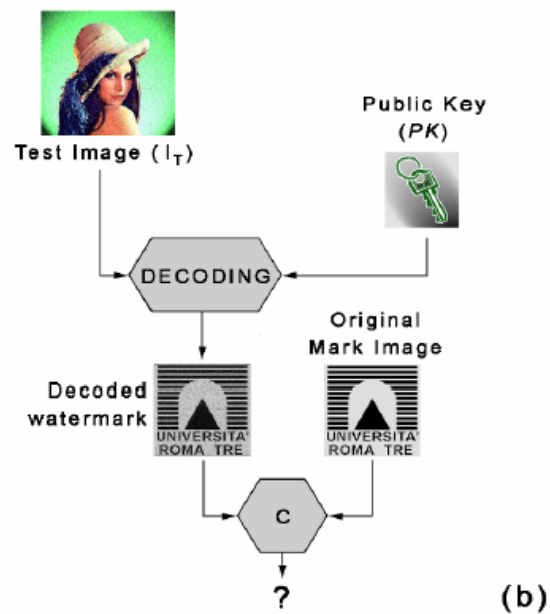 Test Image (I_T)
Public Key
(PK)
DECODING
Original
Mark Image
Decoded
watermark
UNIVERSITA'
ROMA TRE
UNIVERSITA'
ROMA TRE
C
?
(b)